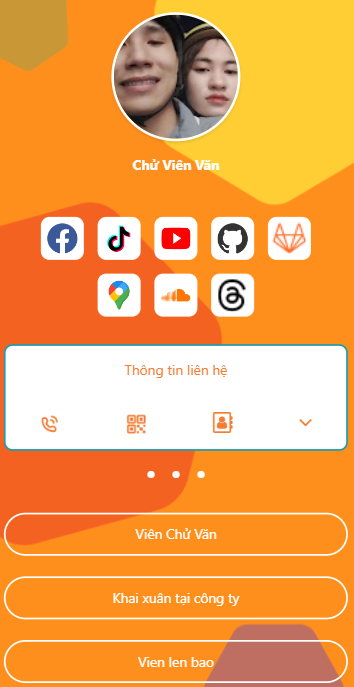 Chử Viên Văn
Thông tin liên hệ
Viên Chử Văn
Khai xuân tại công ty
Vien len bao